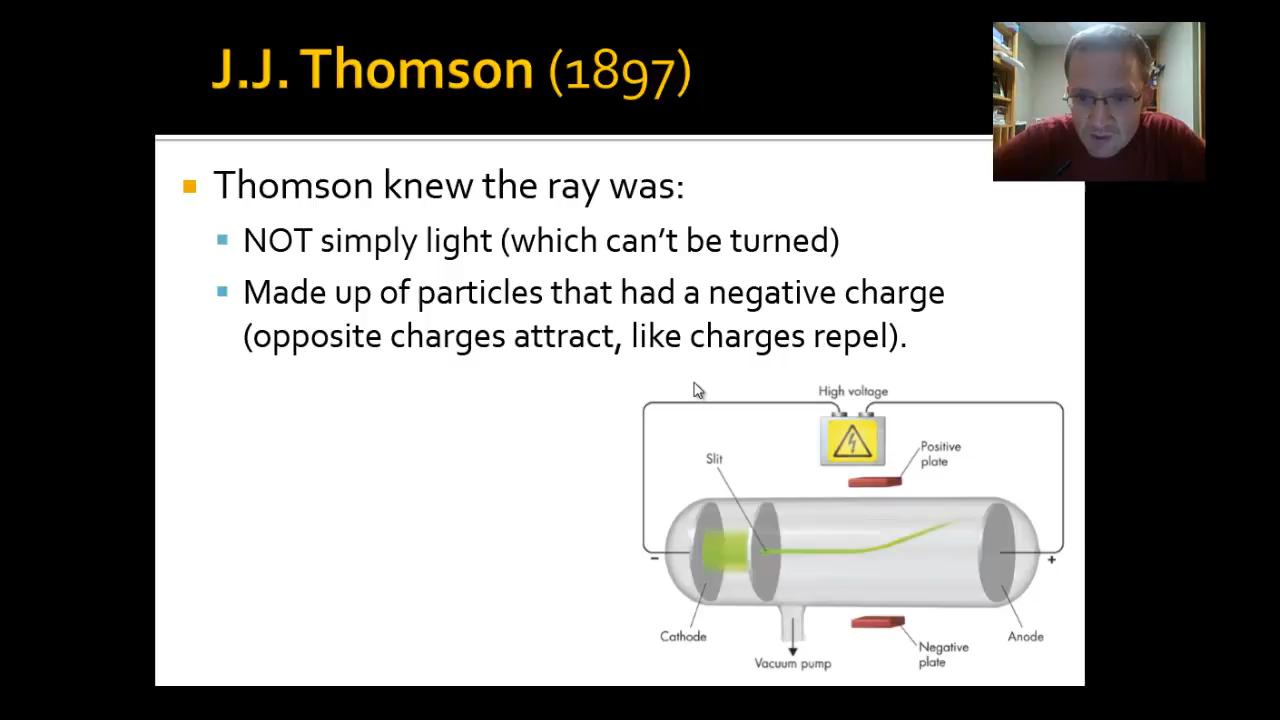 J.J. Thomson (1897)
Thomson knew the ray was:
NOT simply light (which can't be turned)
Made up of particles that had a negative charge
(opposite charges attract, like charges repel).
High voltage
Positive
plate
Slit
-
+
Cathode
Anode
Negative
plate
Vacuum pump